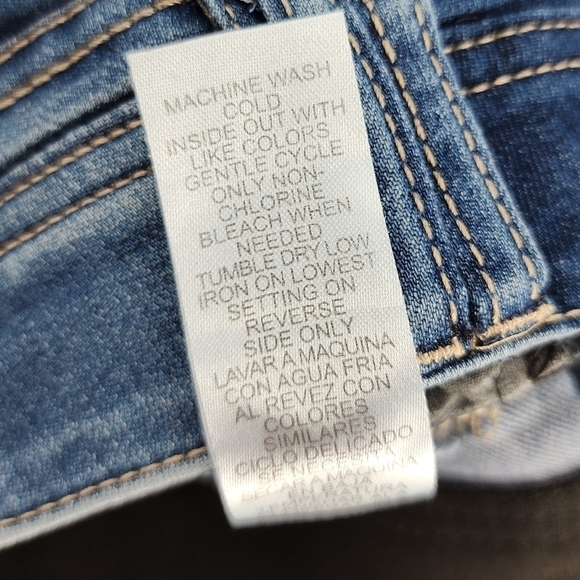 MACHINE WASH
COLD
INSIDE OUT WITH
LIKE COLORS
GENTLE CYCLE
ONLY NON-
CHLORINE
BLEACH WHEN
NEEDED
TUMBLE DRY LOW
IRON ON LOWEST
SETTING ON
REVERSE
SIDE ONLY
LAVAR A MAQUINA
CON AGUA FRIA
AL REVEZ CON
COLORES
SIMILARES
CICLO DELICADO
NECESITA
MAQUINA